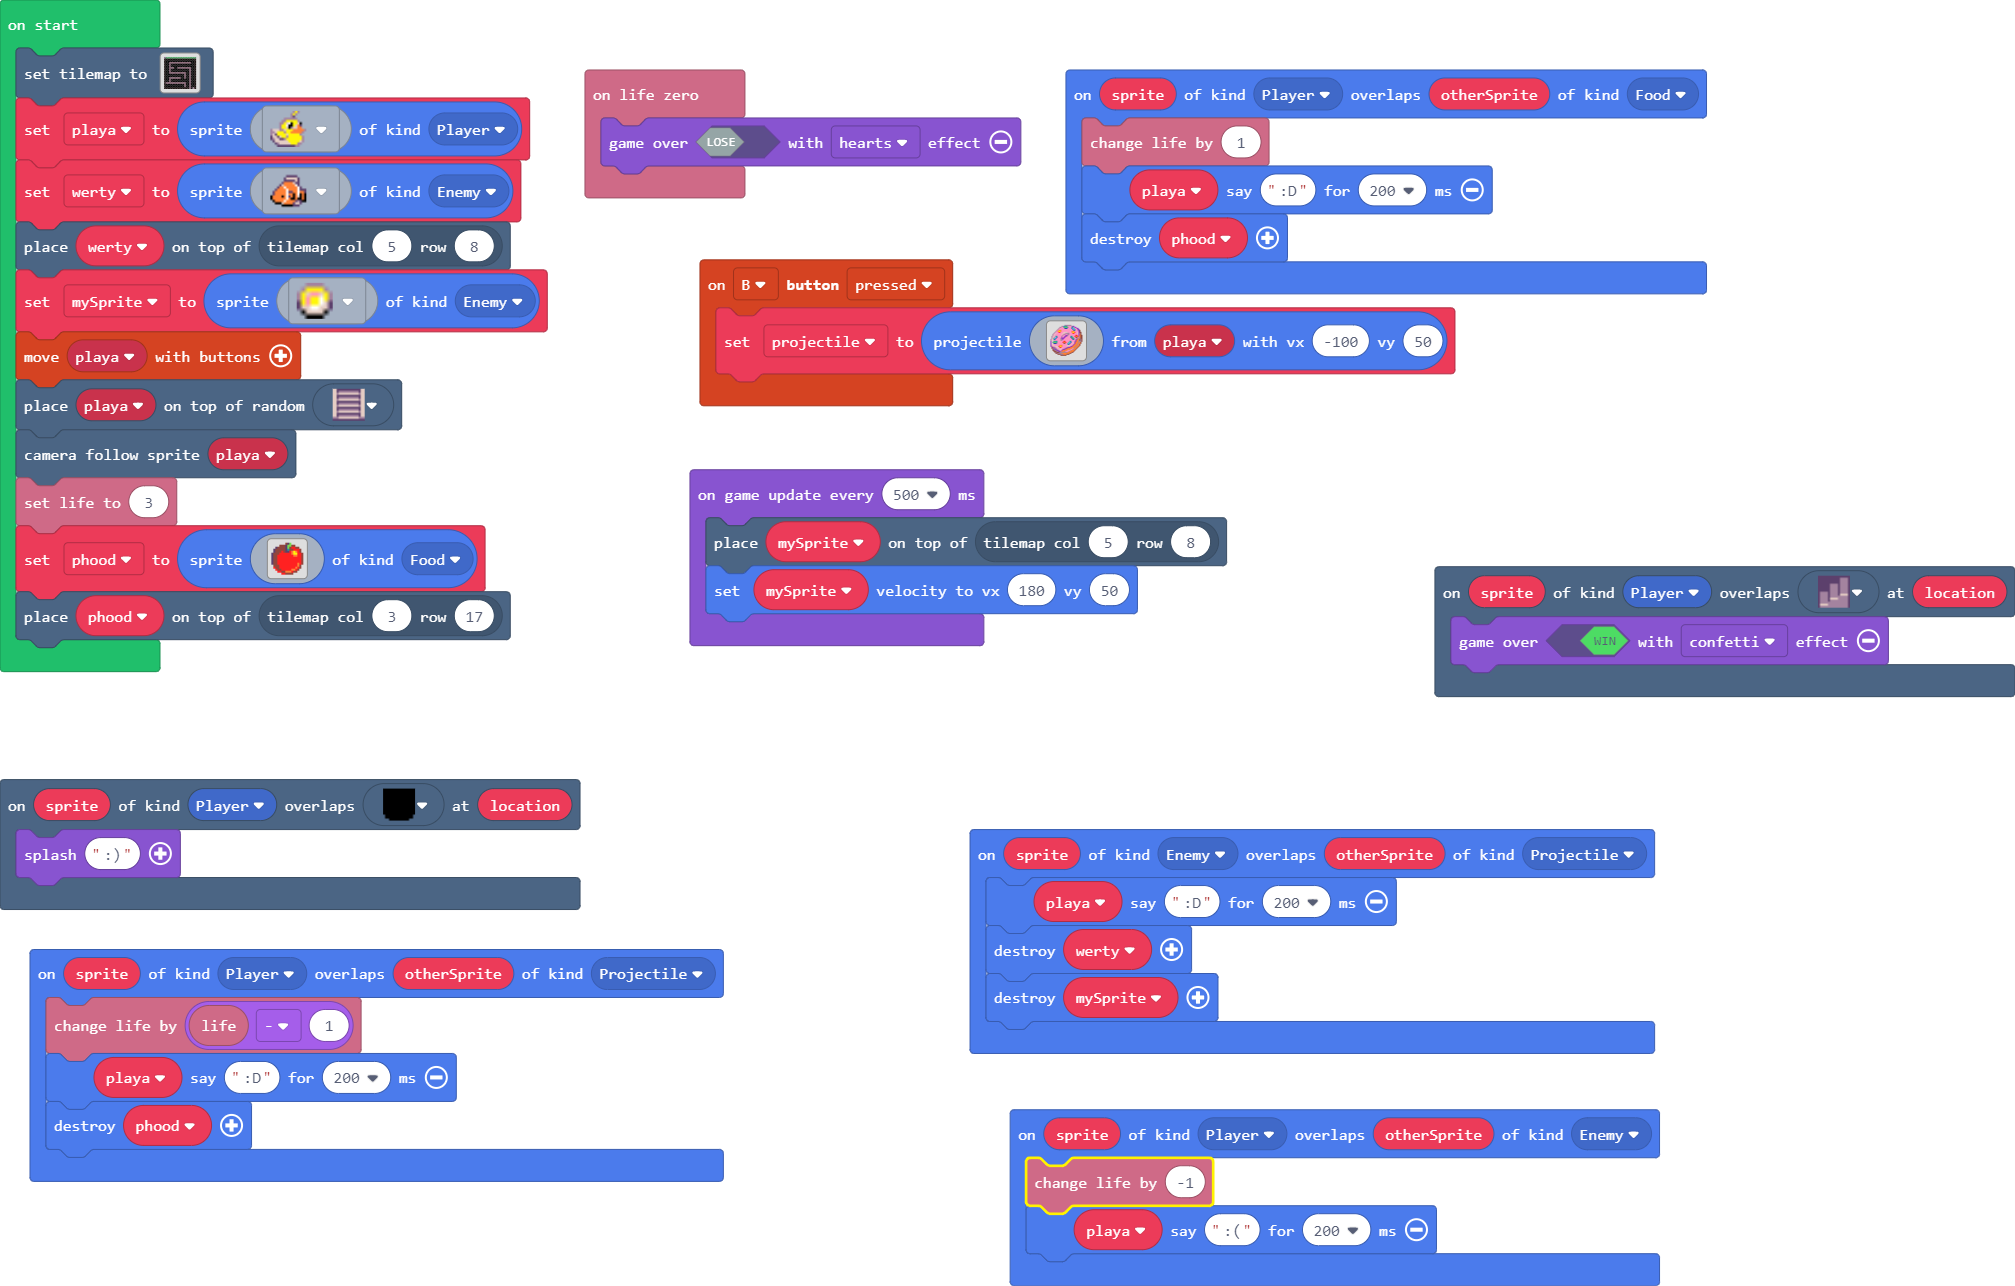 on start
set tilemap to
set playa to sprite of kind Player
set werty to sprite of kind Enemy
place werty on top of tilemap col 5 row 8
set mySprite to sprite of kind Enemy
move playa with buttons
place playa on top of random
camera follow sprite playa
set life to 3
set phood to sprite of kind Food
place phood on top of tilemap col 3 row 17
on life zero
game over LOSE with hearts effect
on sprite of kind Player overlaps otherSprite of kind Food
change life by 1
playa say ":D" for 200 ms
destroy phood
on B button pressed
set projectile to projectile from playa with vx -100 vy 50
on game update every 500 ms
place mySprite on top of tilemap col 5 row 8
set mySprite velocity to vx 180 vy 50
on sprite of kind Player overlaps at location
game over WIN with confetti effect
on sprite of kind Player overlaps at location
splash ":)"
on sprite of kind Player overlaps otherSprite of kind Projectile
change life by life - 1
playa say ":D" for 200 ms
destroy phood
on sprite of kind Enemy overlaps otherSprite of kind Projectile
playa say ":D" for 200 ms
destroy werty
destroy mySprite
on sprite of kind Player overlaps otherSprite of kind Enemy
change life by -1
playa say ":(" for 200 ms